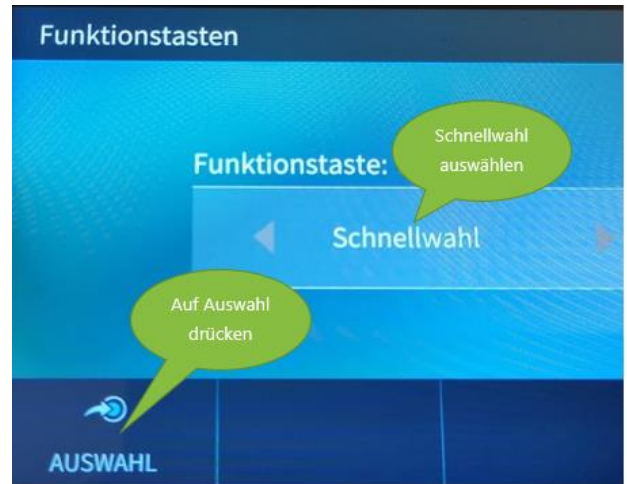 Funktionstasten
Schnellwahl
auswählen
Funktionstaste:
Schnellwahl
Auf Auswahl
drücken
AUSWAHL